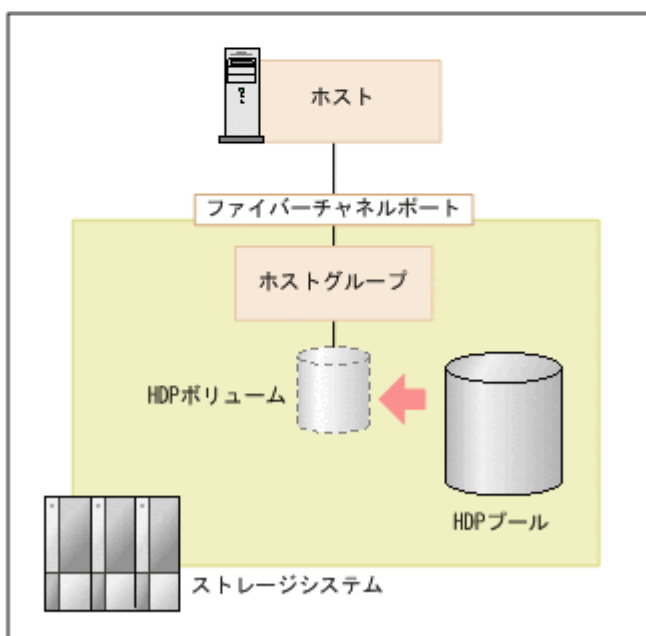 ホスト
ファイバーチャネルポート
ホストグループ
HDPボリューム
HDPプール
ストレージシステム